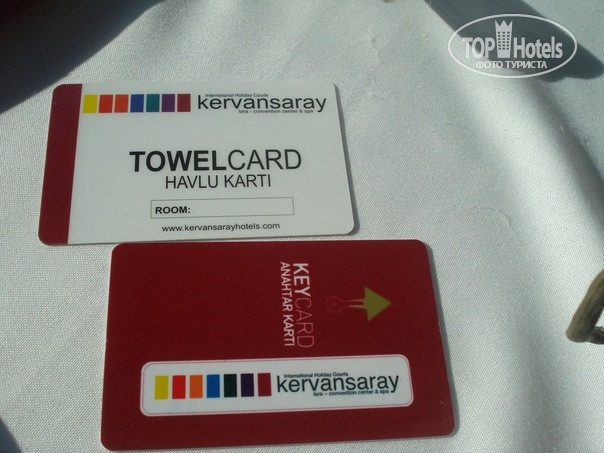 TOP Hotels
ФОТО ТУРИСТА
International Holiday Courts
kervansaray
lara - convention center & spa
TOWELCARD
HAVLU KARTI
ROOM:
www.kervansarayhotels.com
KEYCARD
ANAHTAR KARTI
International Holiday Courts
kervansaray
lara - convention center & spa